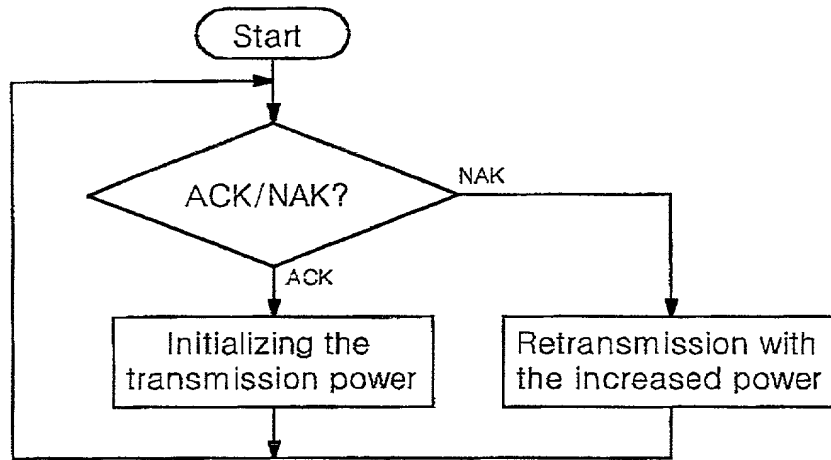 Start
ACK/NAK?
NAK
ACK
Initializing the
transmission power
Retransmission with
the increased power